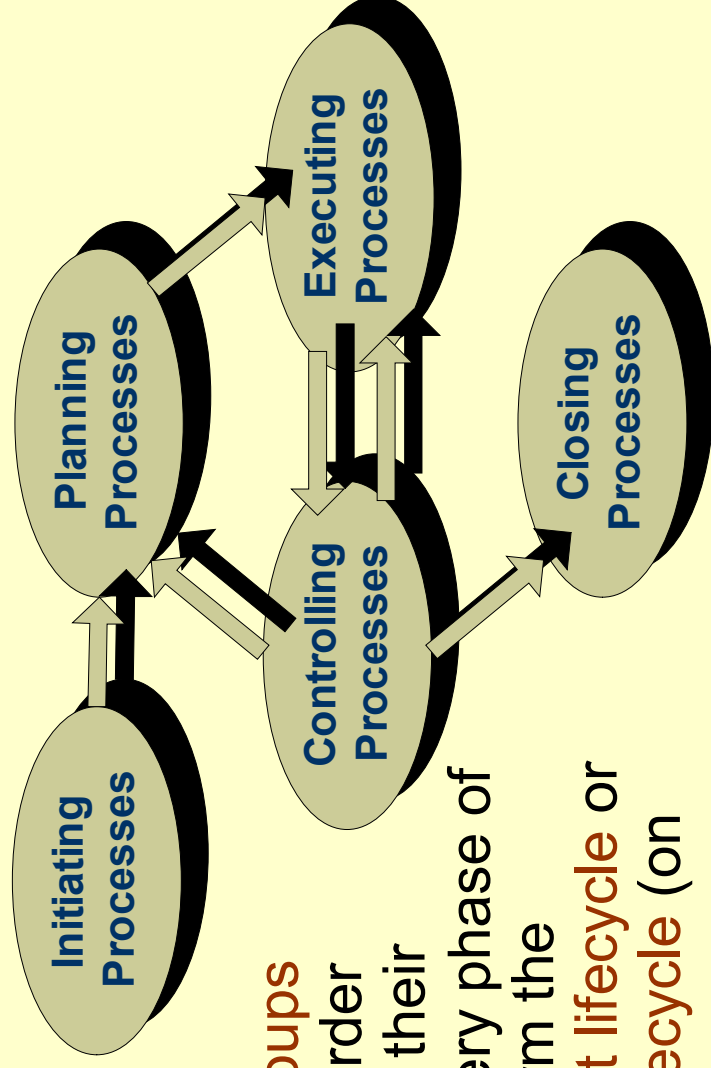 Initiating
Processes
Planning
Processes
Controlling
Processes
Executing
Processes
Closing
Processes
oups
rder
their
ery phase of
rm the
t lifecycle or
ecycle (on